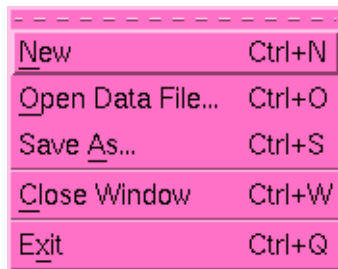 New Ctrl+N
Open Data File... Ctrl+O
Save As... Ctrl+S
Close Window Ctrl+W
Exit Ctrl+Q